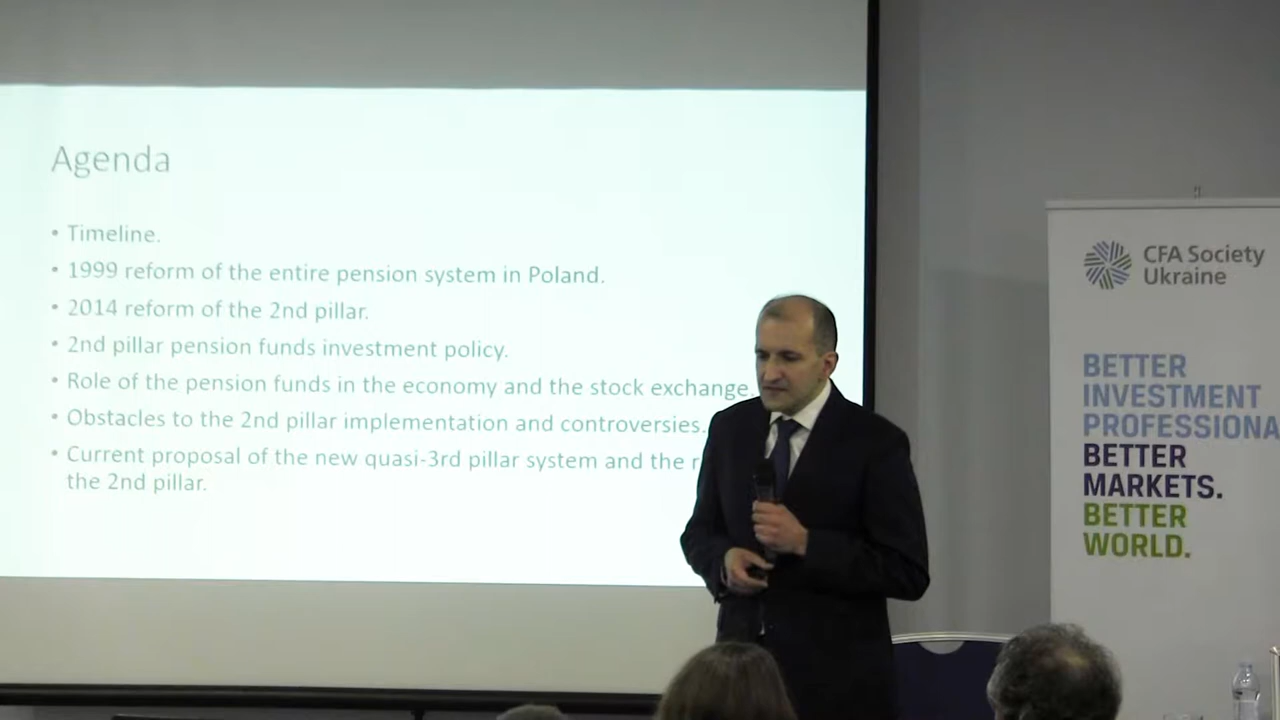 Agenda
• Timeline.
• 1999 reform of the entire pension system in Poland.
• 2014 reform of the 2nd pillar.
• 2nd pillar pension funds investment policy.
• Role of the pension funds in the economy and the stock exchange.
• Obstacles to the 2nd pillar implementation and controversies.
• Current proposal of the new quasi-3rd pillar system and the
the 2nd pillar.
CFA Society
Ukraine
BETTER
INVESTMENT
PROFESSIONA
BETTER
MARKETS.
BETTER
WORLD.